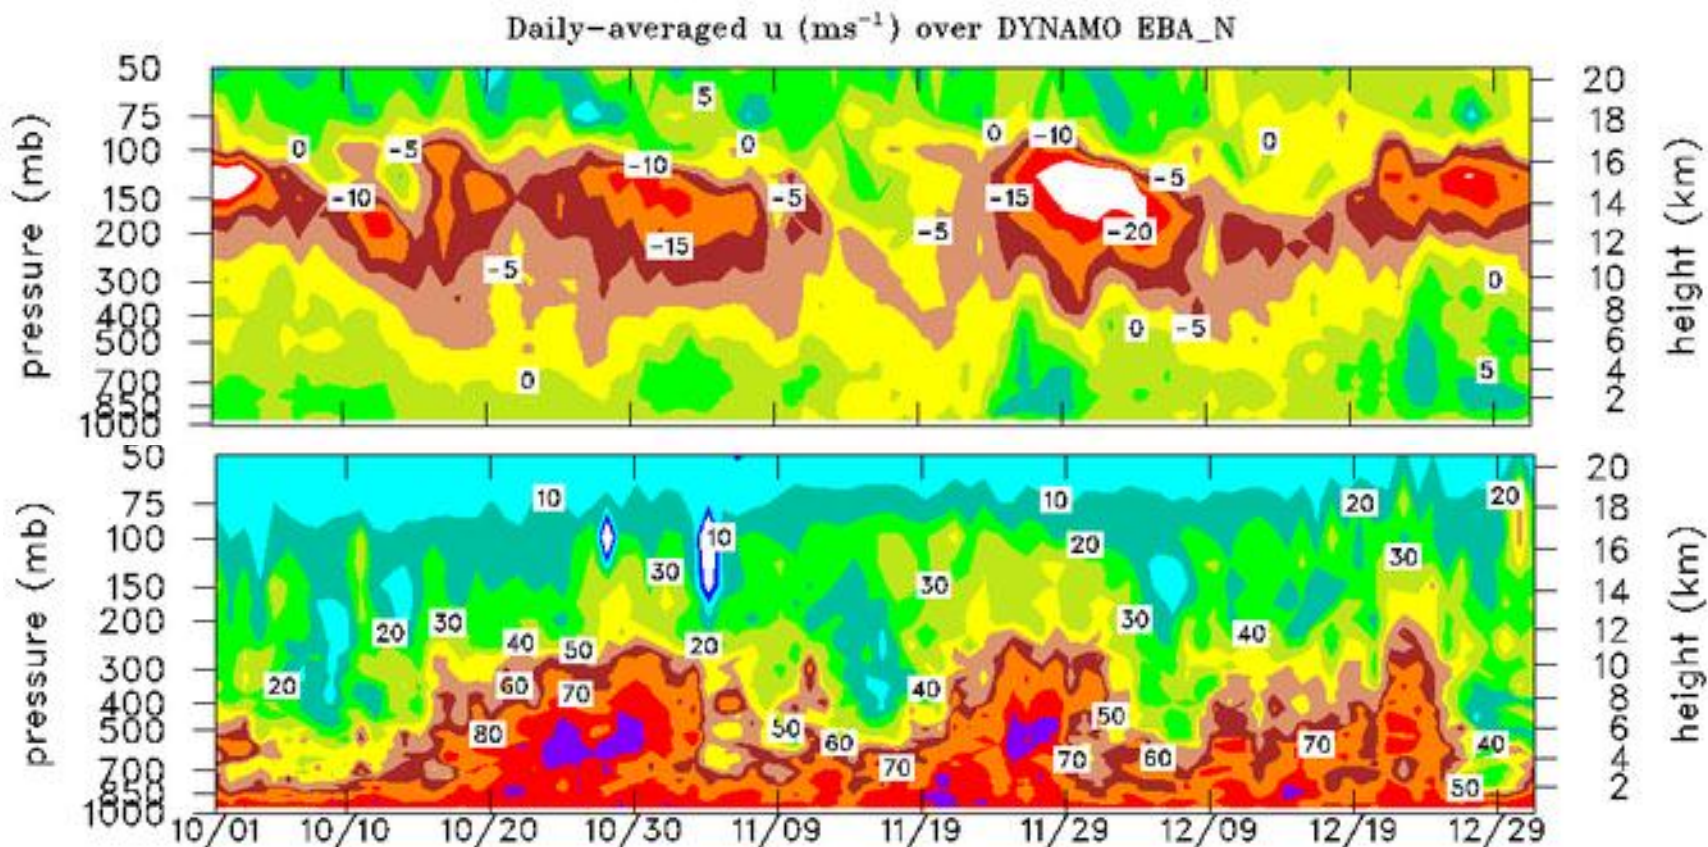 Daily-averaged u (ms⁻¹) over DYNAMO EBA_N
50 20
75 5 18
100 0 -5 -10 0 0 -10 0 16
150 -10 -5 -15 -5 14
200 -15 -5 -20 12
300 -5 0 10
400 8
500 0 -5 6
700 0 5 4
850 2
1000
pressure (mb)
height (km)
50 20
75 10 10 20 20 18
100 10 20 30 16
150 30 30 14
200 20 30 40 50 20 30 40 12
300 20 60 70 40 10
400 8
500 80 50 60 50 70 40 6
700 70 70 60 50 4
850 2
1000
pressure (mb)
height (km)
10/01 10/10 10/20 10/30 11/09 11/19 11/29 12/09 12/19 12/29